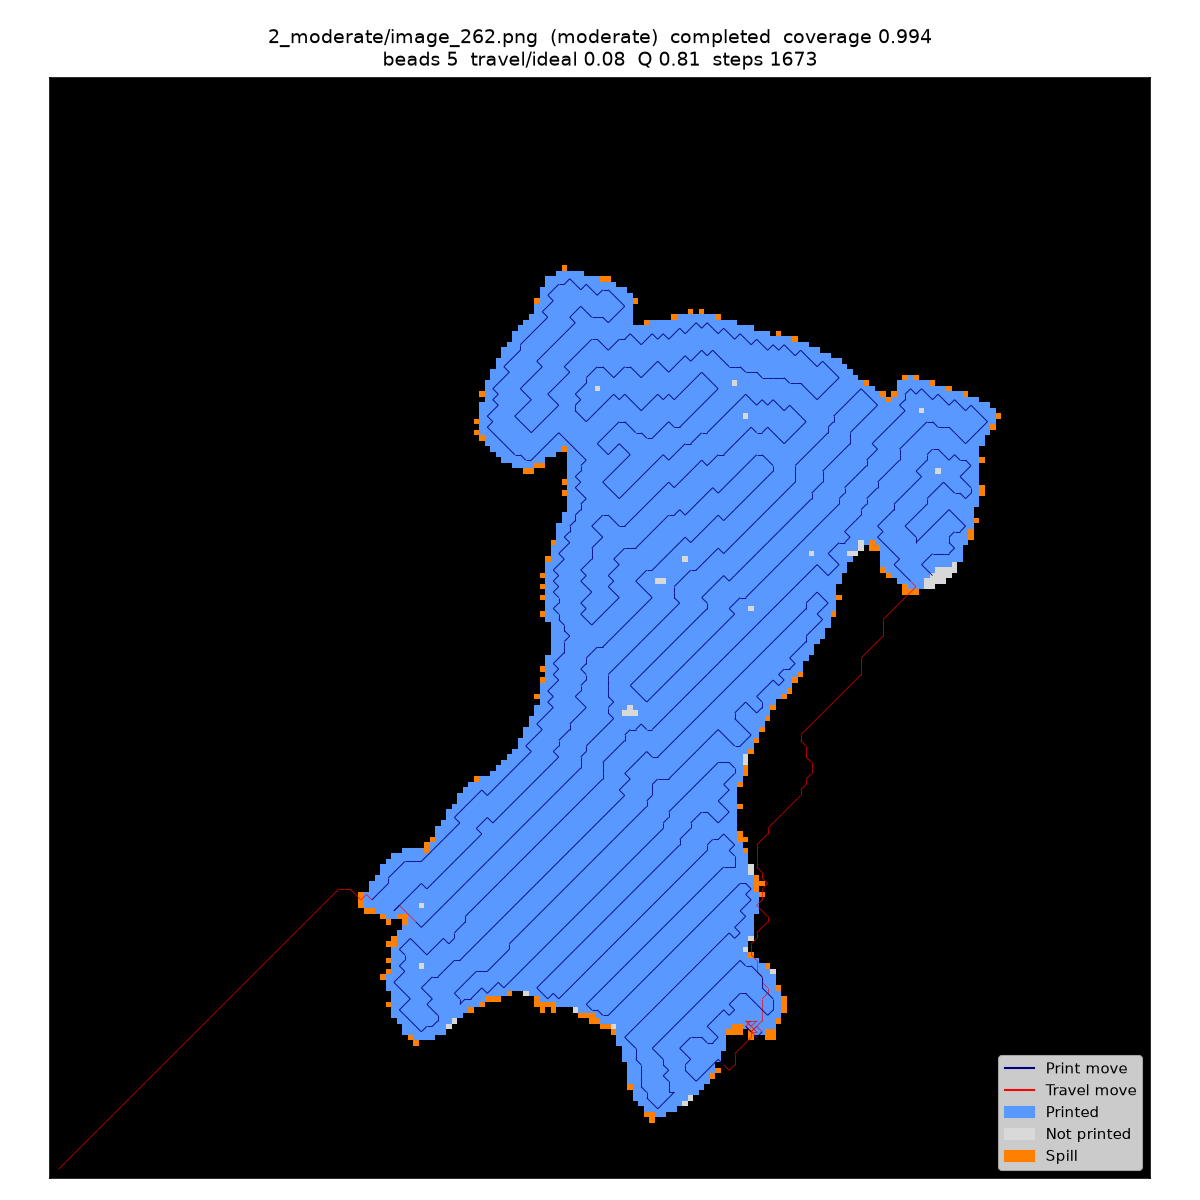 2_moderate/image_262.png  (moderate)  completed  coverage 0.994
beads 5  travel/ideal 0.08  Q 0.81  steps 1673
Print move
Travel move
Printed
Not printed
Spill